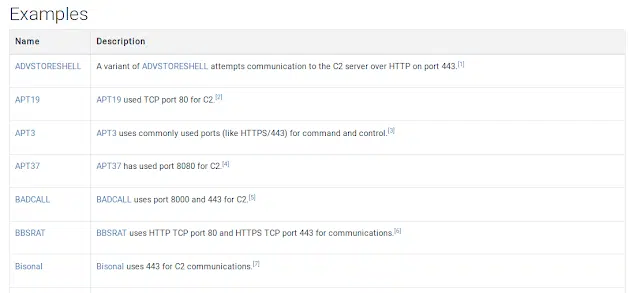 Examples
Name Description
ADVSTORESHELL A variant of ADVSTORESHELL attempts communication to the C2 server over HTTP on port 443.[1]
APT19 APT19 used TCP port 80 for C2.[2]
APT3 APT3 uses commonly used ports (like HTTPS/443) for command and control.[3]
APT37 APT37 has used port 8080 for C2.[4]
BADCALL BADCALL uses port 8000 and 443 for C2.[5]
BBSRAT BBSRAT uses HTTP TCP port 80 and HTTPS TCP port 443 for communications.[6]
Bisonal Bisonal uses 443 for C2 communications.[7]